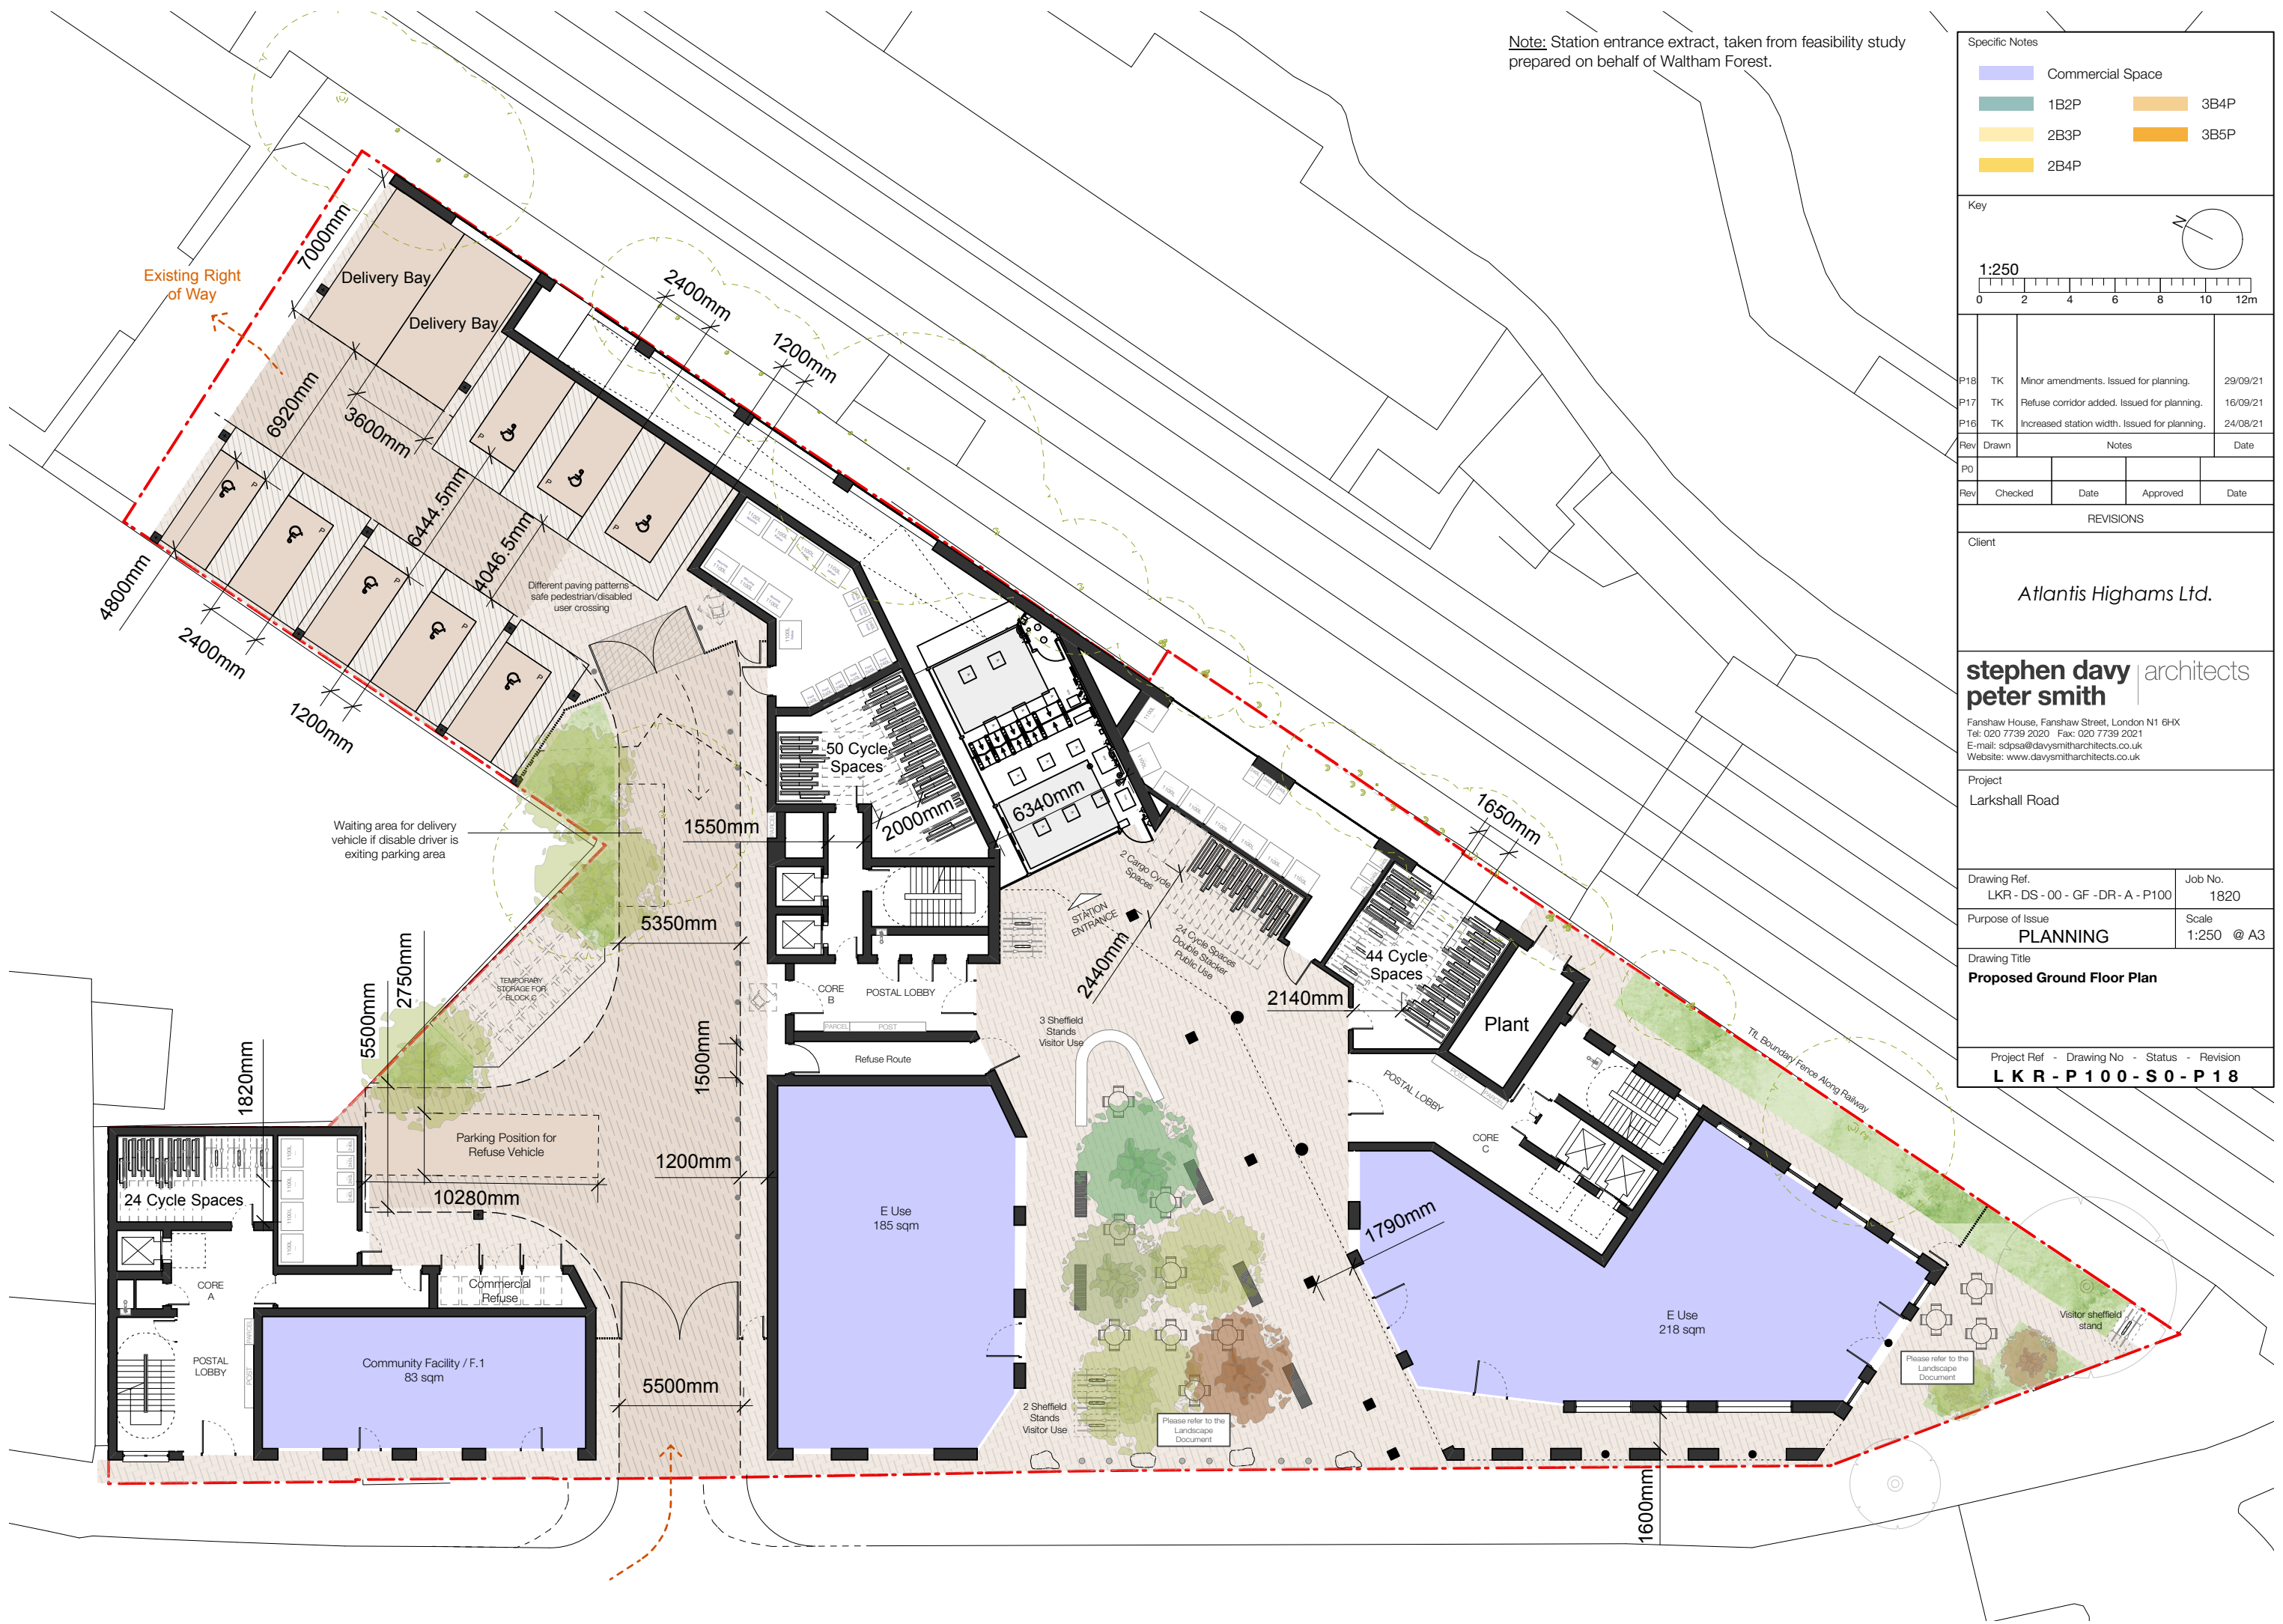 Note: Station entrance extract, taken from feasibility study
prepared on behalf of Waltham Forest.
Specific Notes
Commercial Space
1B2P
3B4P
2B3P
3B5P
2B4P
Key
N
1:250
0 2 4 6 8 10 12m
P18 TK Minor amendments. Issued for planning. 29/09/21
P17 TK Refuse corridor added. Issued for planning. 16/09/21
P16 TK Increased station width. Issued for planning. 24/08/21
Rev Drawn Notes Date
P0
Rev Checked Date Approved Date
REVISIONS
Client
Atlantis Highams Ltd.
stephen davy architects
peter smith
Fanshaw House, Fanshaw Street, London N1 6HX
Tel: 020 7739 2020 Fax: 020 7739 2021
E-mail: sdpsa@davysmitharchitects.co.uk
Website: www.davysmitharchitects.co.uk
Project
Larkshall Road
Drawing Ref.
LKR - DS - 00 - GF - DR - A - P100
Job No.
1820
Purpose of Issue
PLANNING
Scale
1:250 @ A3
Drawing Title
Proposed Ground Floor Plan
Project Ref - Drawing No - Status - Revision
LKR-P100-S0-P18
Existing Right
of Way
7000mm
Delivery Bay
Delivery Bay
2400mm
1200mm
6920mm
3600mm
6444.5mm
4046.5mm
4800mm
2400mm
1200mm
P
P
P
P
P
P
P
P
Different paving patterns -
safe pedestrian/disabled
user crossing
Waiting area for delivery
vehicle if disable driver is
exiting parking area
50 Cycle
Spaces
1550mm
2000mm
6340mm
5350mm
PARCEL
2 Cargo Cycle
Spaces
STATION
ENTRANCE
24 Cycle Spaces
Double Stacker
Public Use
2440mm
1650mm
44 Cycle
Spaces
2140mm
Plant
TEMPORARY
STORAGE FOR
BLOCK C
2750mm
5500mm
1820mm
1500mm
CORE
B
POSTAL LOBBY
PARCEL
POST
Refuse Route
3 Sheffield
Stands
Visitor Use
POSTAL LOBBY
POST
PARCEL
CORE
C
TfL Boundary Fence Along Railway
Parking Position for
Refuse Vehicle
10280mm
1200mm
24 Cycle Spaces
1100L
1100L
1100L
1100L
CORE
A
POSTAL
LOBBY
PARCEL
POST
Commercial
Refuse
Community Facility / F.1
83 sqm
5500mm
E Use
185 sqm
1790mm
E Use
218 sqm
2 Sheffield
Stands
Visitor Use
Please refer to the
Landscape
Document
Visitor sheffield
stand
Please refer to the
Landscape
Document
1600mm